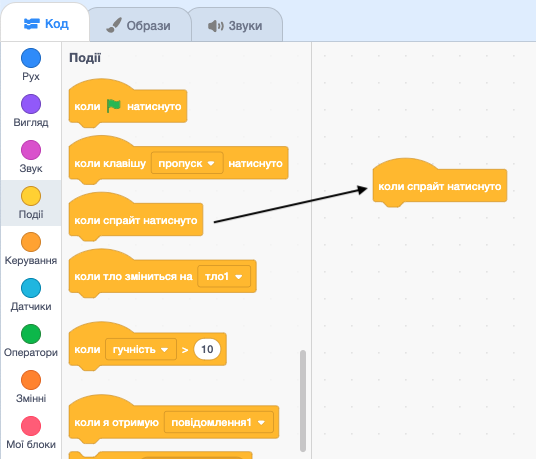 Код
Образи
Звуки
Рух
Вигляд
Звук
Події
Керування
Датчики
Оператори
Змінні
Мої блоки
Події
коли натиснуто
коли клавішу пропуск натиснуто
коли спрайт натиснуто
коли тло зміниться на тло1
коли гучність > 10
коли я отримую повідомлення1
коли спрайт натиснуто